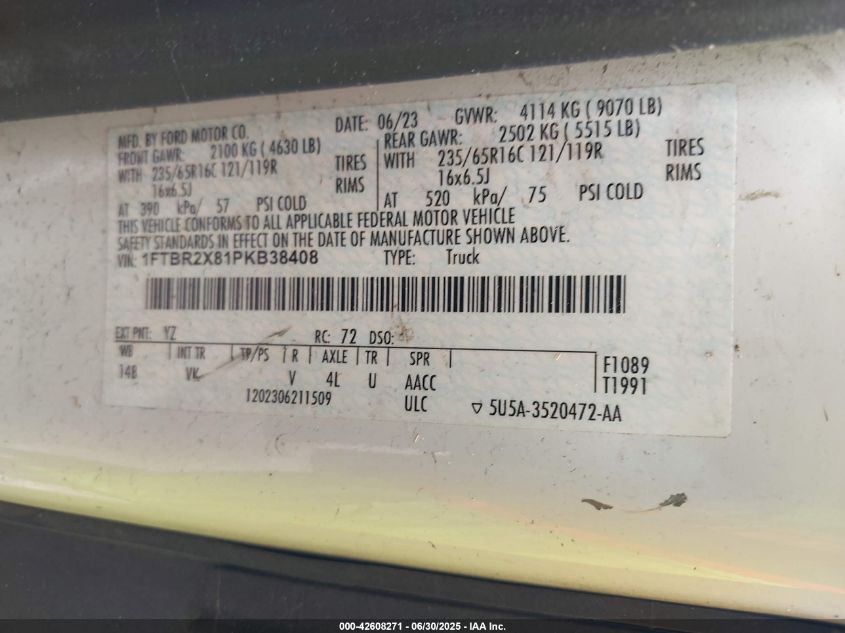 MFD. BY FORD MOTOR CO. DATE: 06/23 GVWR: 4114 KG ( 9070 LB)
FRONT GAWR: 2100 KG ( 4630 LB) REAR GAWR: 2502 KG ( 5515 LB)
WITH 235/65R16C 121/119R TIRES WITH 235/65R16C 121/119R TIRES
16x6.5J RIMS 16x6.5J RIMS
AT 390 kPa/ 57 PSI COLD AT 520 kPa/ 75 PSI COLD
THIS VEHICLE CONFORMS TO ALL APPLICABLE FEDERAL MOTOR VEHICLE
SAFETY STANDARDS IN EFFECT ON THE DATE OF MANUFACTURE SHOWN ABOVE.
VIN: 1FTBR2X81PKB38408 TYPE: Truck
EXT PNT: YZ RC: 72 DSO:
WB INT TR TP/PS R AXLE TR SPR F1089
148 VK V 4L U AACC T1991
1202306211509 ULC 5U5A-3520472-AA
000-42608271 - 06/30/2025 - IAA Inc.